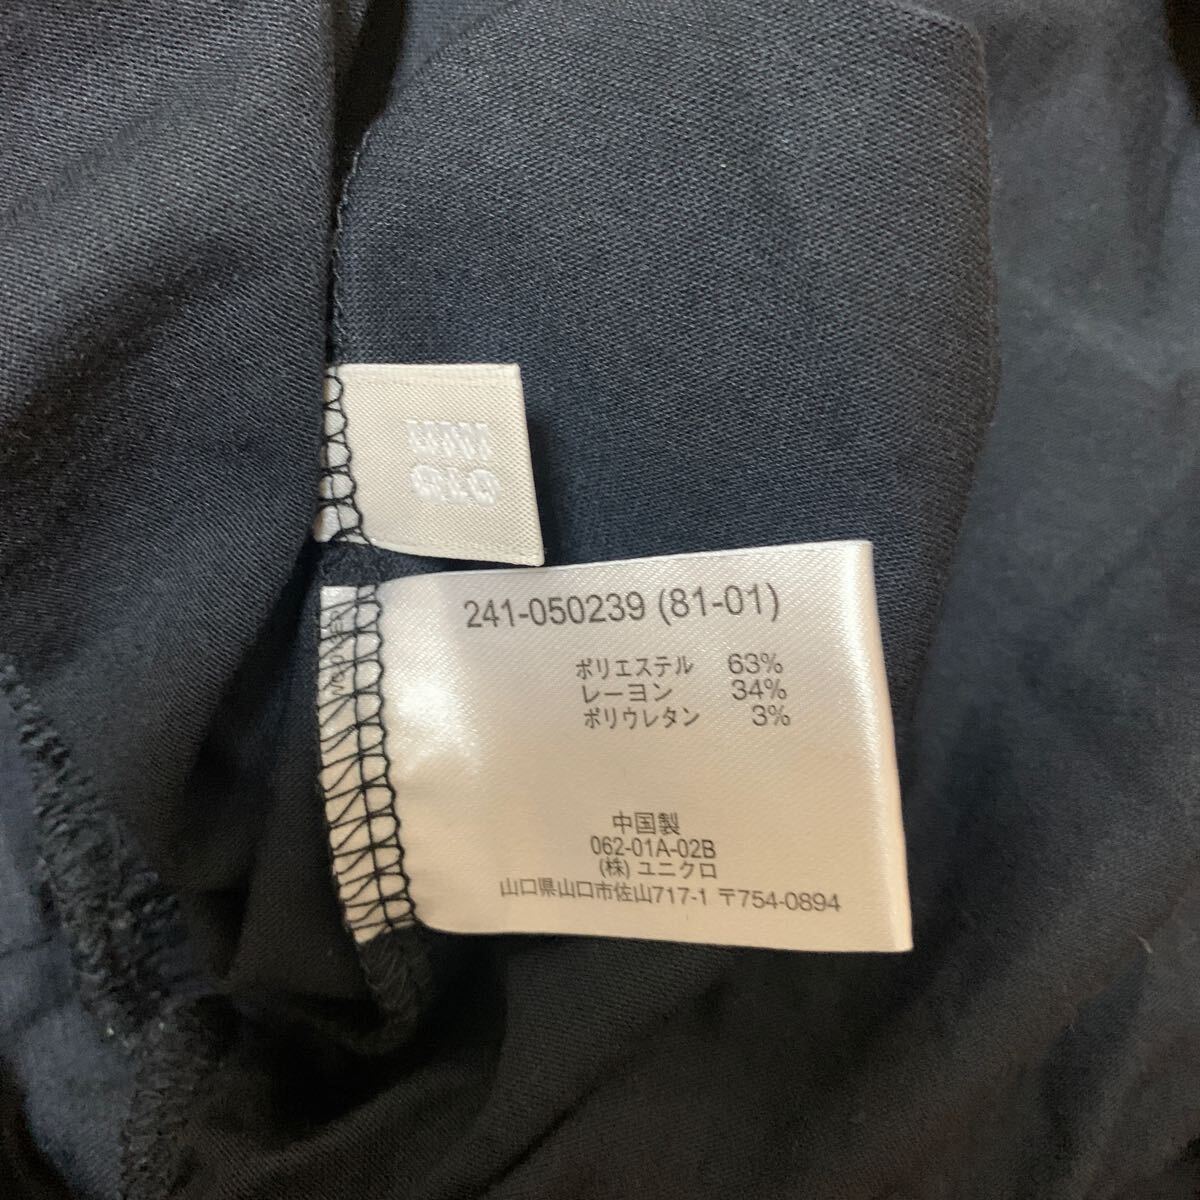 241-050239 (81-01)
ポリエステル 63%
レーヨン 34%
ポリウレタン 3%
中国製
062-01A-02B
(株) ユニクロ
山口県山口市佐山717-1 〒754-0894